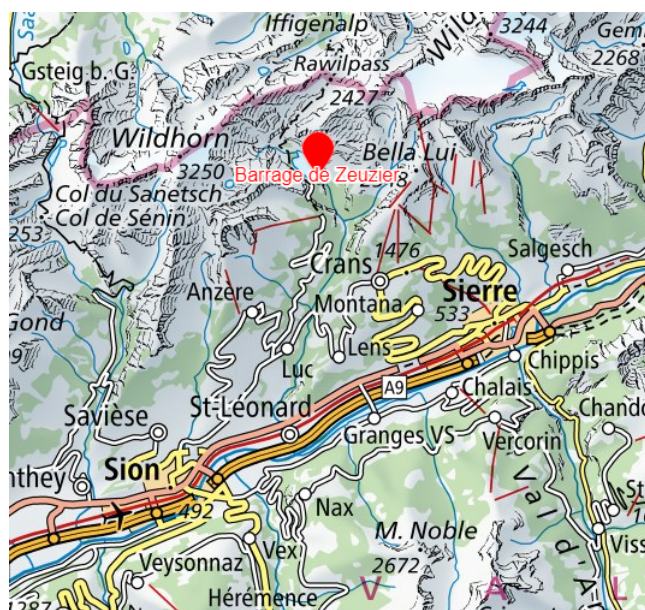 Iffigenalp
3244
Gsteig b. G.
Rawilpass
2268
2427
Wildhorn
Bella Lui
3250
Barrage de Zeuzier
Col du Sanetsch
Col de Sénin
1476
Salgesch
Crans
Anzère
Montana
Sierre
533
Lens
Luc
Chippis
A9
Chalais
St-Léonard
Savièse
Granges VS
Vercorin
Sion
Nax
492
M. Noble
Vex
2672
Veysonnaz
Hérémence